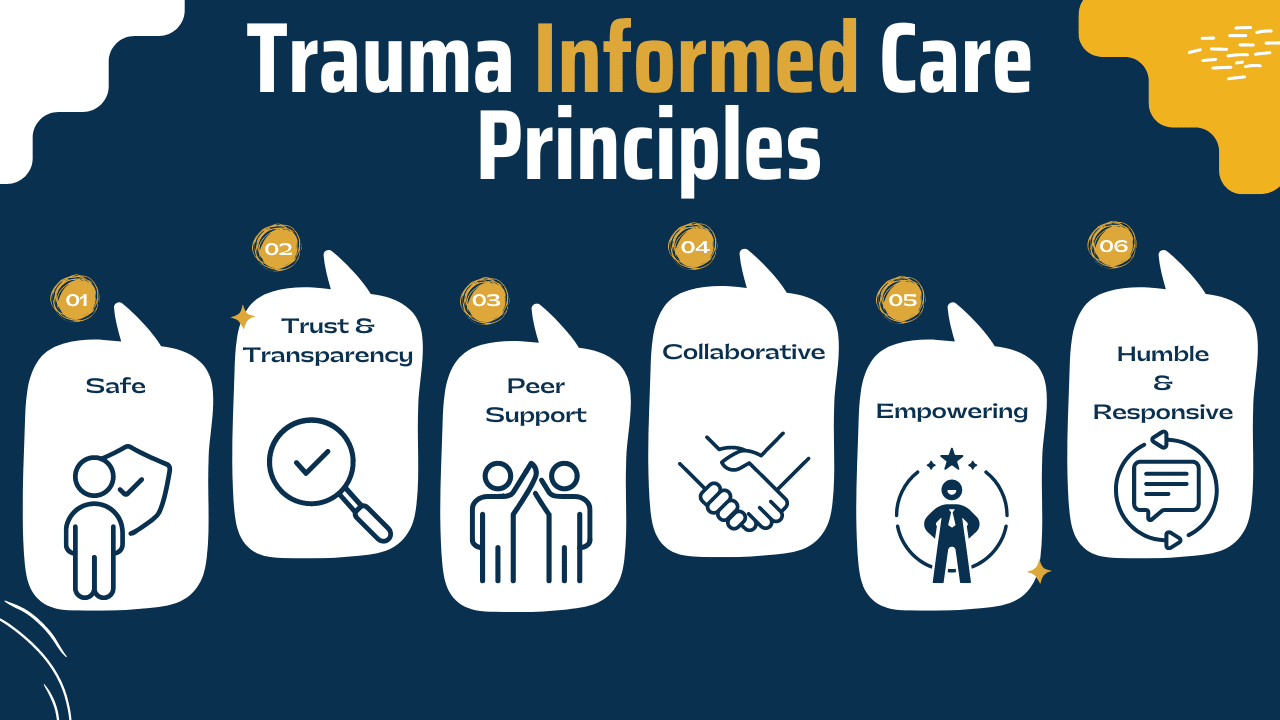 Trauma Informed Care
Principles
01
Safe
02
Trust &
Transparency
03
Peer
Support
04
Collaborative
05
Empowering
06
Humble
&
Responsive